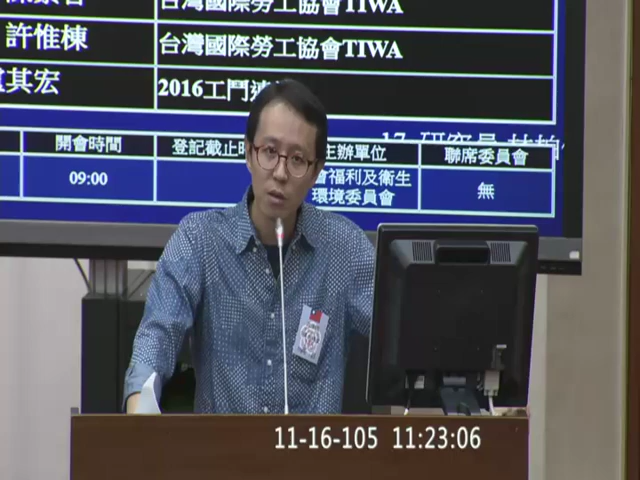 許惟棟 台灣國際勞工協會TIWA
台灣國際勞工協會TIWA
其宏 2016工鬥
開會時間 登記截止 主辦單位 聯席委員會
09:00 會福利及衛生 無
環境委員會
11-16-105 11:23:06